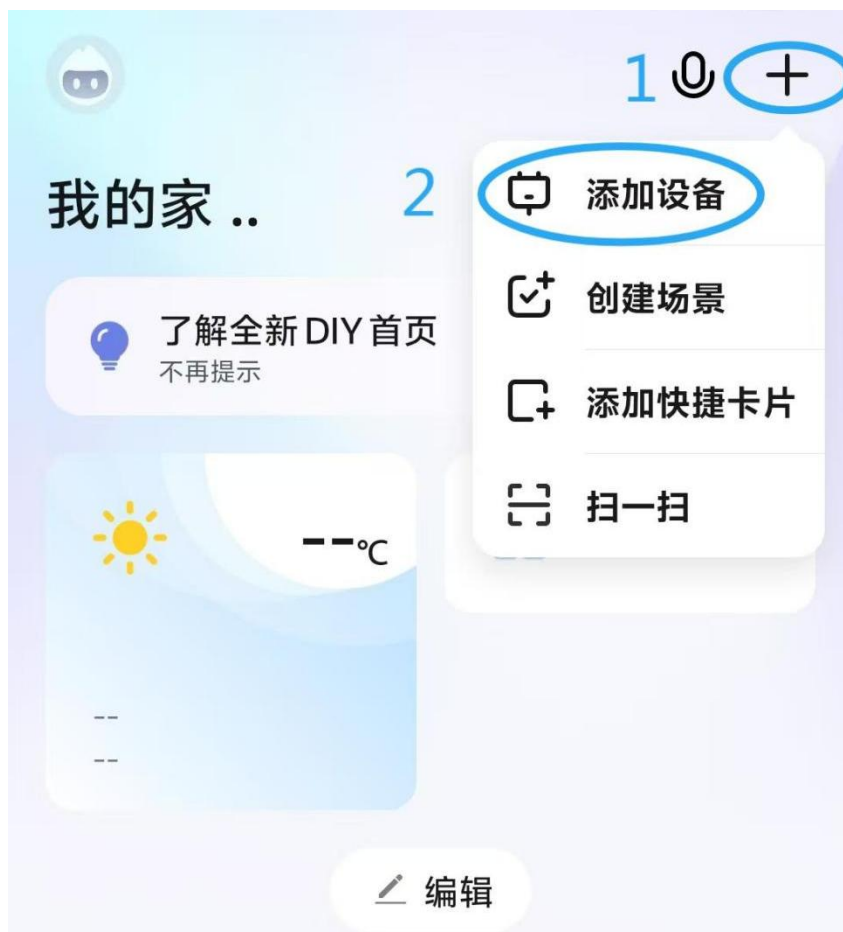 1
+
我的家 ..
2
添加设备
创建场景
添加快捷卡片
扫一扫
了解全新 DIY 首页
不再提示
--℃
--
--
编辑